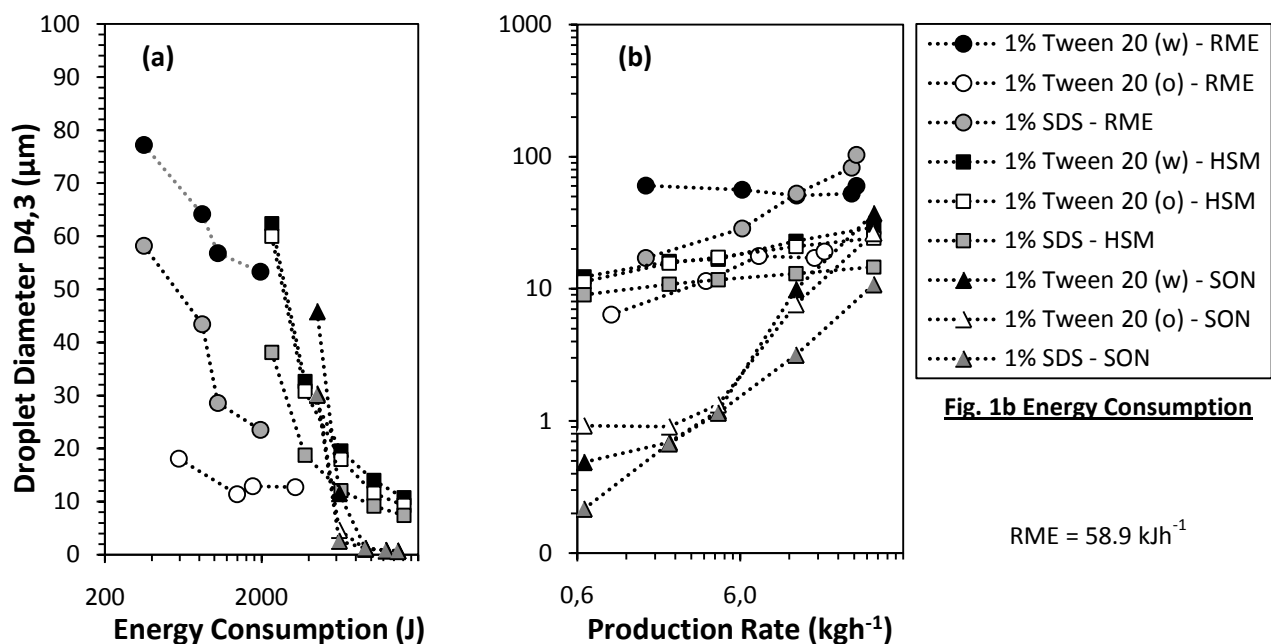 Droplet Diameter D4,3 (µm)
(a)
100
90
80
70
60
50
40
30
20
10
0
200
2000
Energy Consumption (J)
(b)
1000
100
10
1
0
0,6
6,0
Production Rate (kgh⁻¹)
1% Tween 20 (w) - RME
1% Tween 20 (o) - RME
1% SDS - RME
1% Tween 20 (w) - HSM
1% Tween 20 (o) - HSM
1% SDS - HSM
1% Tween 20 (w) - SON
1% Tween 20 (o) - SON
1% SDS - SON
Fig. 1b Energy Consumption
RME = 58.9 kJh⁻¹